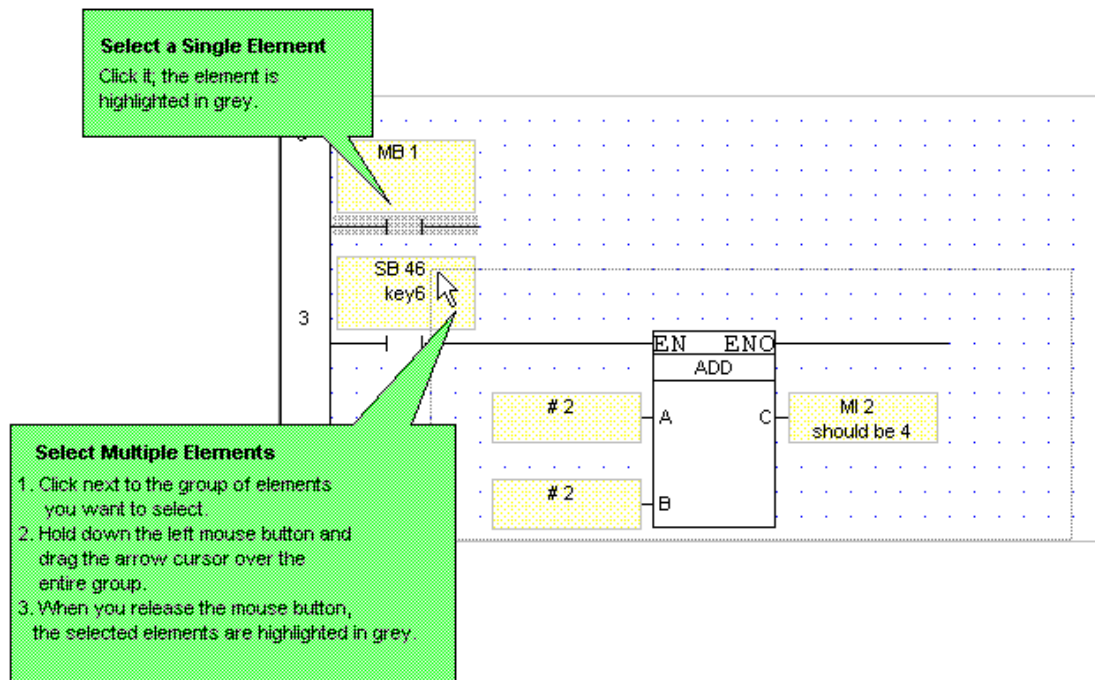 Select a Single Element
Click it; the element is
highlighted in grey.
MB 1
SB 46
key6
3
EN ENO
ADD
# 2
A
C
MI 2
should be 4
# 2
B
Select Multiple Elements
1. Click next to the group of elements
you want to select.
2. Hold down the left mouse button and
drag the arrow cursor over the
entire group.
3. When you release the mouse button,
the selected elements are highlighted in grey.